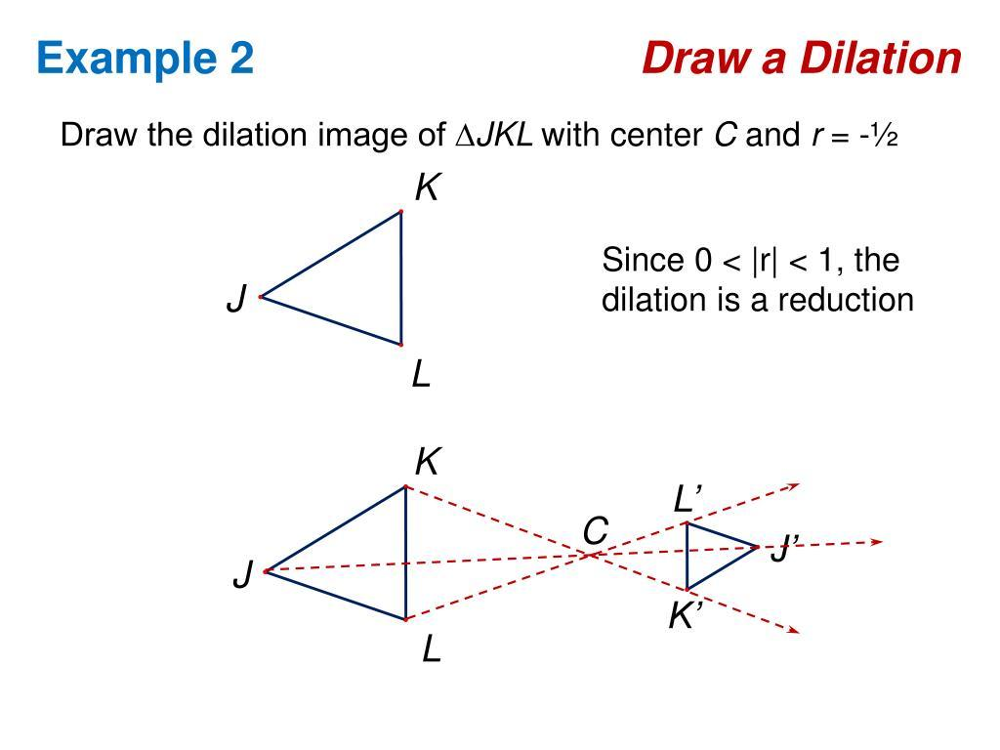 Example 2
Draw a Dilation
Draw the dilation image of ∆JKL with center C and r = -½
K
Since 0 < |r| < 1, the
dilation is a reduction
J
L
K
L’
C
J’
J
K’
L